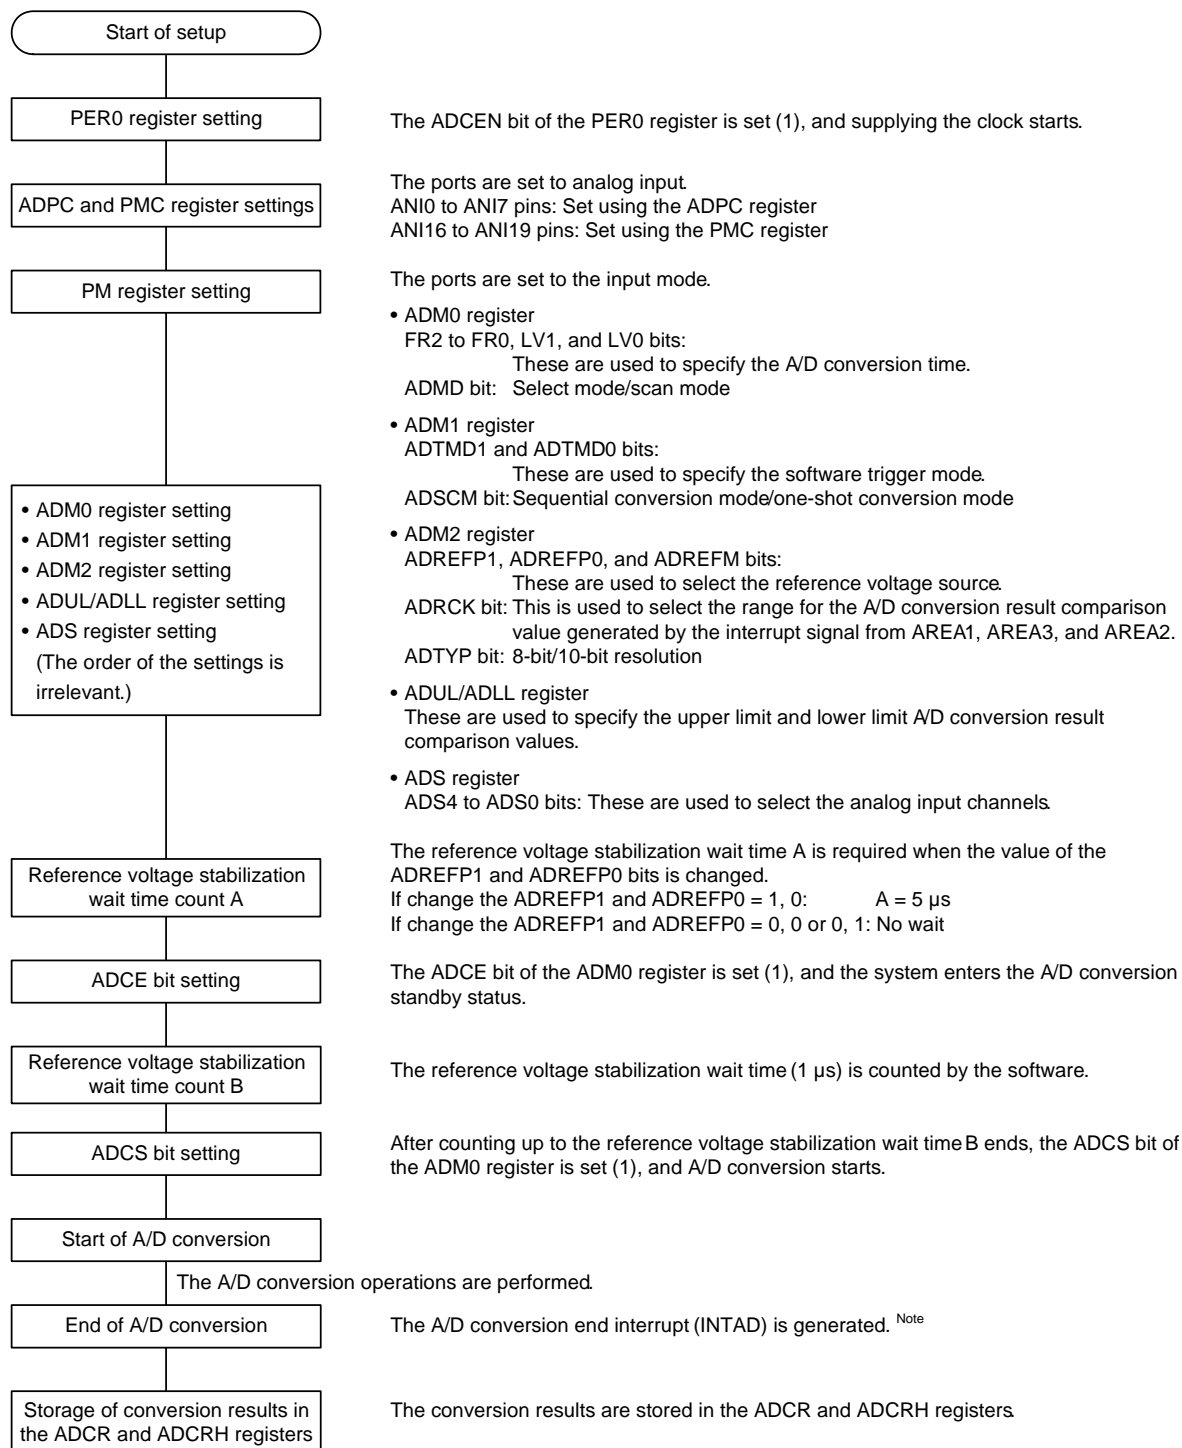 Start of setup
PER0 register setting
The ADCEN bit of the PER0 register is set (1), and supplying the clock starts.
ADPC and PMC register settings
The ports are set to analog input.
ANI0 to ANI7 pins: Set using the ADPC register
ANI16 to ANI19 pins: Set using the PMC register
PM register setting
The ports are set to the input mode.
• ADM0 register setting
• ADM1 register setting
• ADM2 register setting
• ADUL/ADLL register setting
• ADS register setting
(The order of the settings is
irrelevant.)
• ADM0 register
FR2 to FR0, LV1, and LV0 bits:
These are used to specify the A/D conversion time.
ADMD bit: Select mode/scan mode
• ADM1 register
ADTMD1 and ADTMD0 bits:
These are used to specify the software trigger mode.
ADSCM bit: Sequential conversion mode/one-shot conversion mode
• ADM2 register
ADREFP1, ADREFP0, and ADREFM bits:
These are used to select the reference voltage source.
ADRCK bit: This is used to select the range for the A/D conversion result comparison
value generated by the interrupt signal from AREA1, AREA3, and AREA2.
ADTYP bit: 8-bit/10-bit resolution
• ADUL/ADLL register
These are used to specify the upper limit and lower limit A/D conversion result
comparison values.
• ADS register
ADS4 to ADS0 bits: These are used to select the analog input channels.
Reference voltage stabilization
wait time count A
The reference voltage stabilization wait time A is required when the value of the
ADREFP1 and ADREFP0 bits is changed.
If change the ADREFP1 and ADREFP0 = 1, 0: A = 5 µs
If change the ADREFP1 and ADREFP0 = 0, 0 or 0, 1: No wait
ADCE bit setting
The ADCE bit of the ADM0 register is set (1), and the system enters the A/D conversion
standby status.
Reference voltage stabilization
wait time count B
The reference voltage stabilization wait time (1 µs) is counted by the software.
ADCS bit setting
After counting up to the reference voltage stabilization wait time B ends, the ADCS bit of
the ADM0 register is set (1), and A/D conversion starts.
Start of A/D conversion
The A/D conversion operations are performed.
End of A/D conversion
The A/D conversion end interrupt (INTAD) is generated. Note
Storage of conversion results in
the ADCR and ADCRH registers
The conversion results are stored in the ADCR and ADCRH registers.